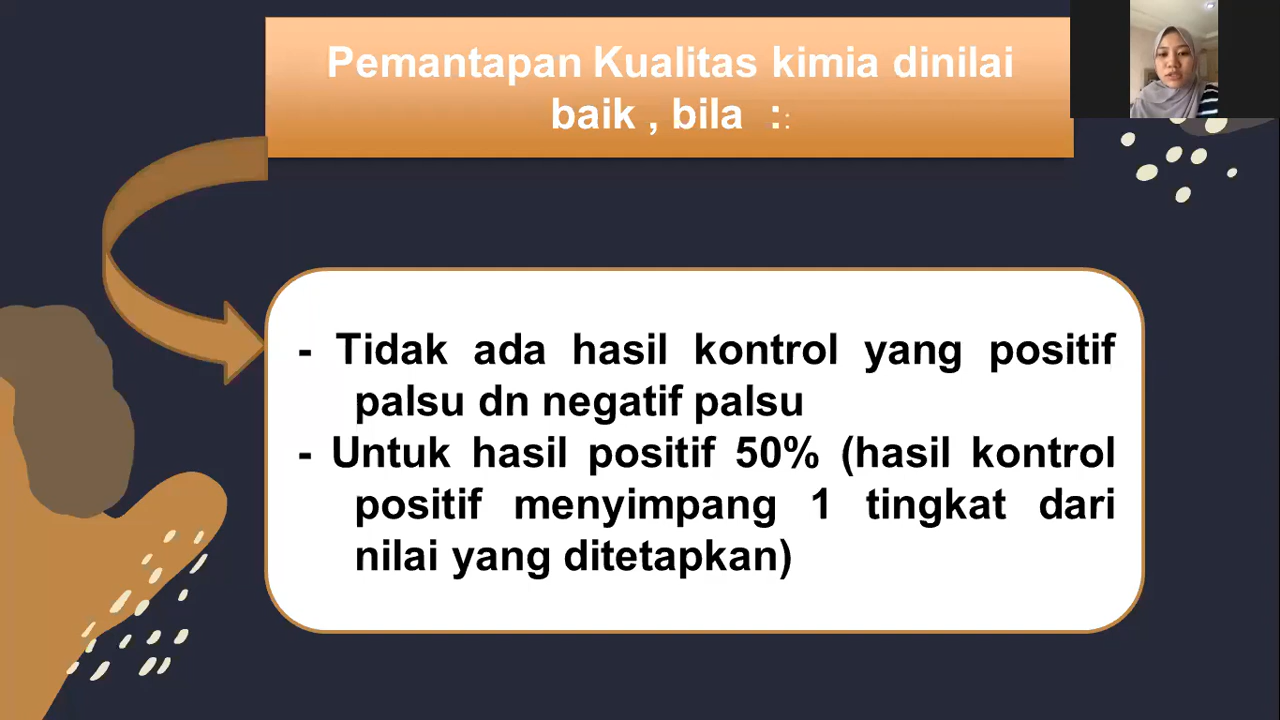 Pemantapan Kualitas kimia dinilai
baik , bila : :
- Tidak ada hasil kontrol yang positif
palsu dn negatif palsu
- Untuk hasil positif 50% (hasil kontrol
positif menyimpang 1 tingkat dari
nilai yang ditetapkan)